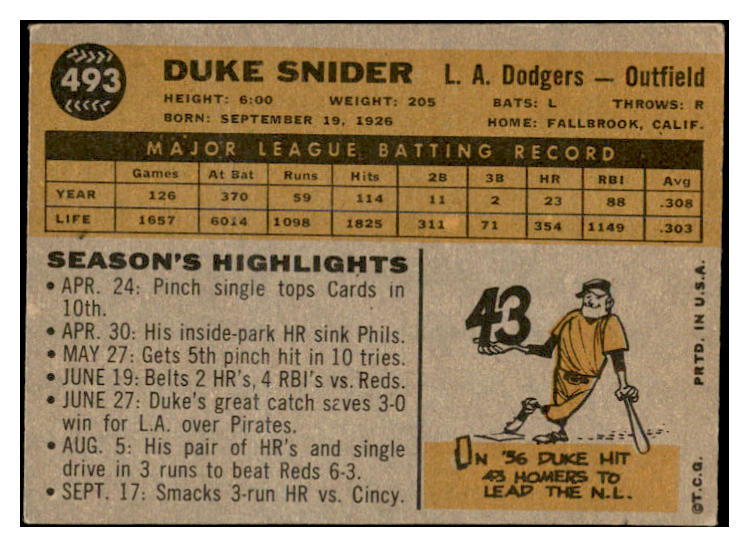 493
DUKE SNIDER L. A. Dodgers — Outfield
HEIGHT: 6:00 WEIGHT: 205 BATS: L THROWS: R
BORN: SEPTEMBER 19, 1926 HOME: FALLBROOK, CALIF.
MAJOR LEAGUE BATTING RECORD
Games At Bat Runs Hits 2B 3B HR RBI Avg
YEAR 126 370 59 114 11 2 23 88 .308
LIFE 1657 6014 1098 1825 311 71 354 1149 .303
SEASON'S HIGHLIGHTS
• APR. 24: Pinch single tops Cards in
10th.
• APR. 30: His inside-park HR sink Phils.
• MAY 27: Gets 5th pinch hit in 10 tries.
• JUNE 19: Belts 2 HR's, 4 RBI's vs. Reds.
• JUNE 27: Duke's great catch saves 3-0
win for L.A. over Pirates.
• AUG. 5: His pair of HR's and single
drive in 3 runs to beat Reds 6-3.
• SEPT. 17: Smacks 3-run HR vs. Cincy.
43
ON '56 DUKE HIT
43 HOMERS TO
LEAD THE N.L.
©T.C.G. PRTD. IN U.S.A.